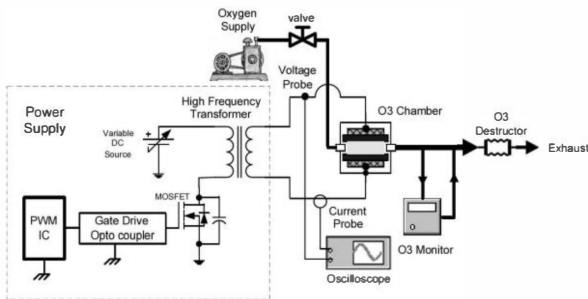 Oxygen
Supply
valve
Voltage
Probe
O3 Chamber
O3
Destructor
Exhaust
Power
Supply
High Frequency
Transformer
Variable
DC
Source
MOSFET
PWM
IC
Gate Drive
Opto coupler
Current
Probe
O3 Monitor
Oscilloscope